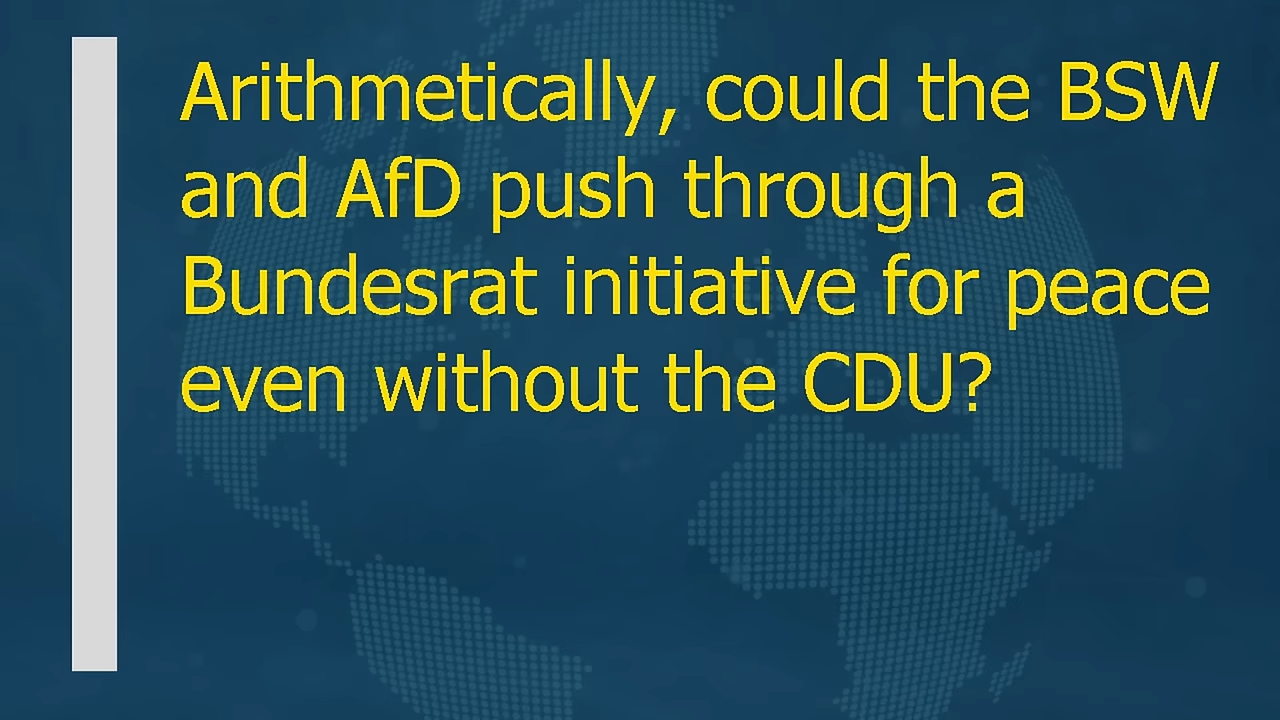 Arithmetically, could the BSW
and AfD push through a
Bundesrat initiative for peace
even without the CDU?